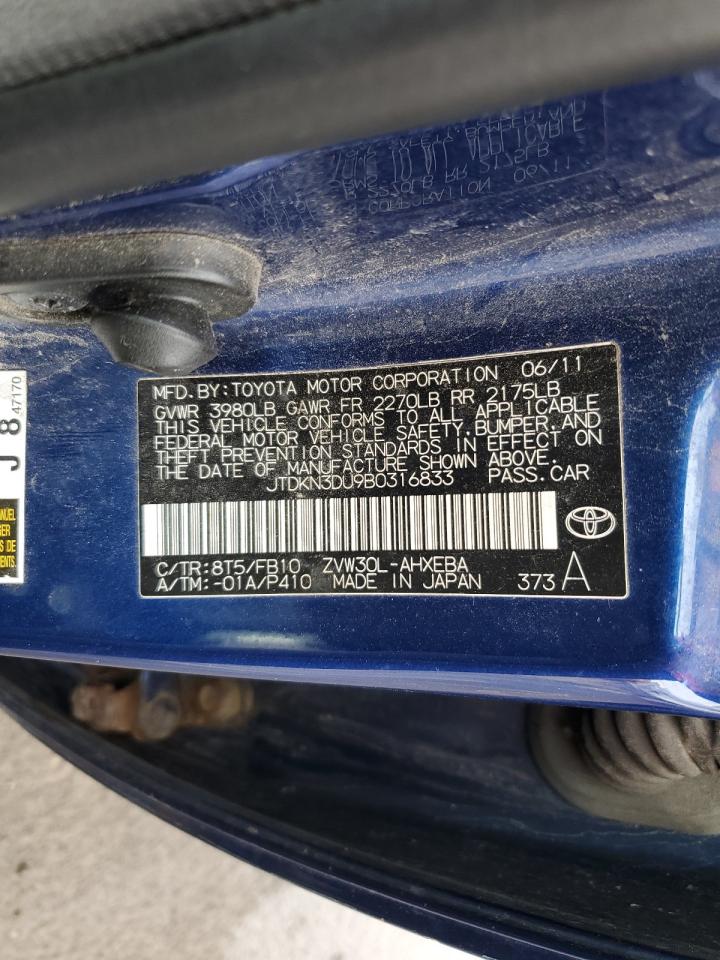 MFD.BY:TOYOTA MOTOR CORPORATION 06/11
GVWR 3980LB GAWR FR 2270LB RR 2175LB
THIS VEHICLE CONFORMS TO ALL APPLICABLE
FEDERAL MOTOR VEHICLE SAFETY,BUMPER,AND
THEFT PREVENTION STANDARDS IN EFFECT ON
THE DATE OF MANUFACTURE SHOWN ABOVE.
JTDKN3DU9B0316833 PASS.CAR
C/TR:8T5/FB10 ZVW30L-AHXEBA
A/TM:-01A/P410 MADE IN JAPAN 373 A
J 8
47170